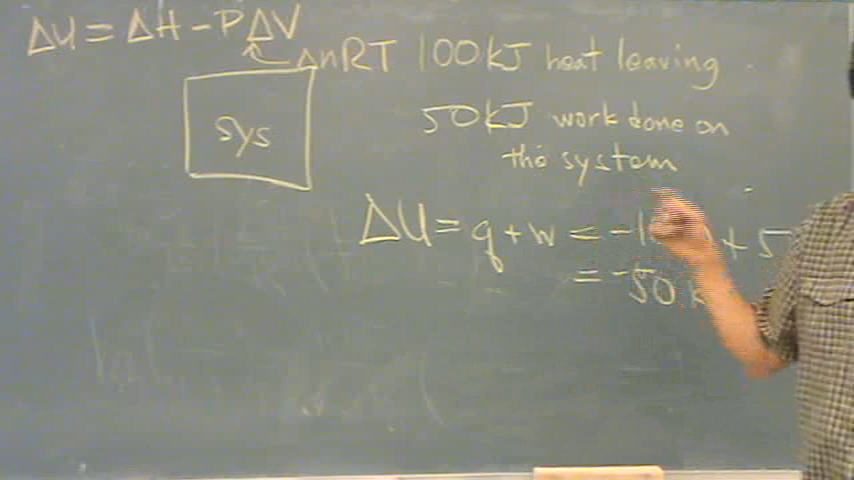 ΔU = ΔH - PΔV
ΔnRT 100kJ heat leaving
sys
50kJ work done on
the system
ΔU = q + w = -1 + 5
= -50 k